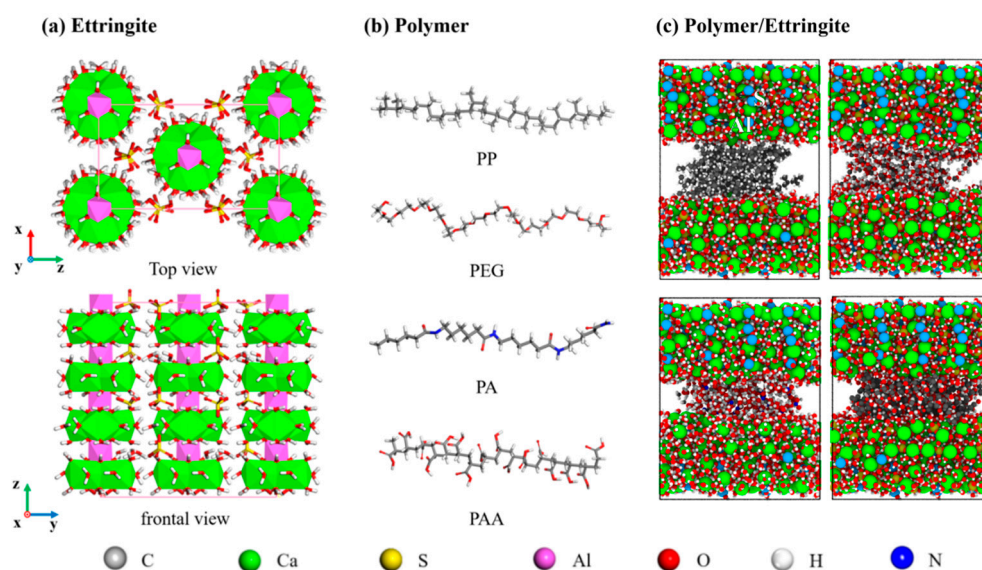 (a) Ettringite
(b) Polymer
(c) Polymer/Ettringite
S
Al
PP
x
y
z
Top view
PEG
PA
z
x
y
frontal view
PAA
C
Ca
S
Al
O
H
N